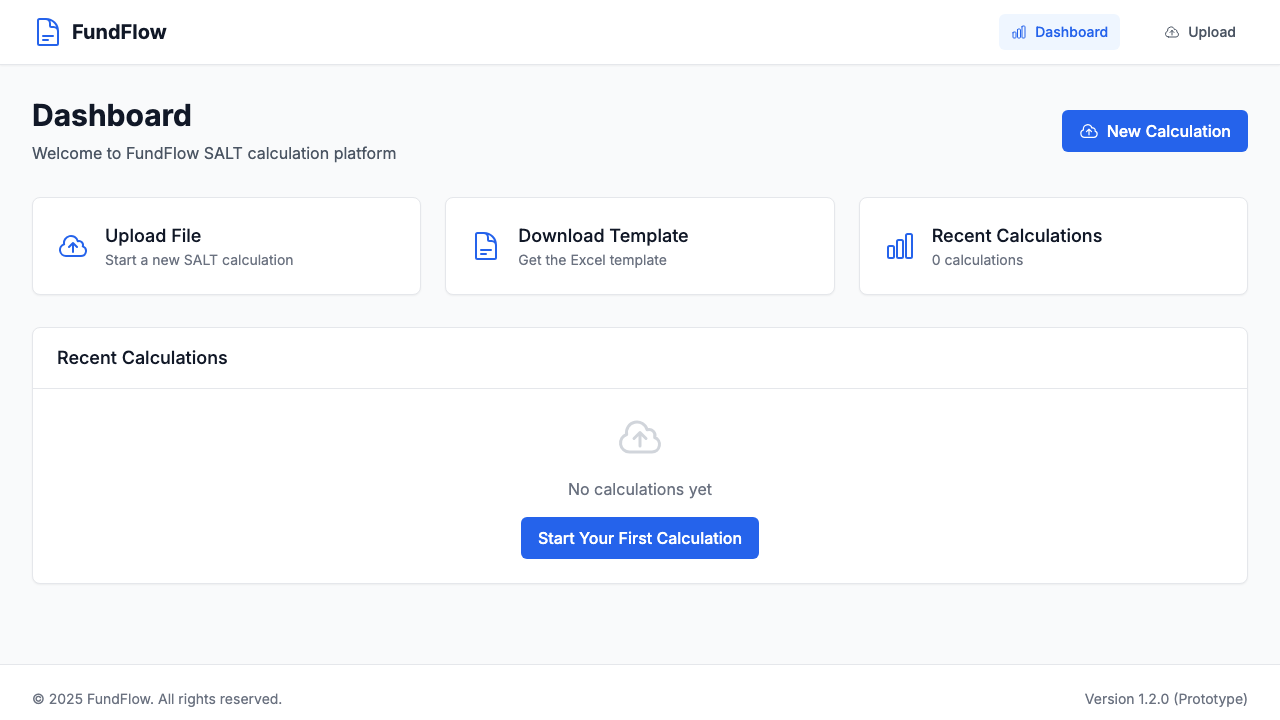 FundFlow
Dashboard
Upload
Dashboard
Welcome to FundFlow SALT calculation platform
New Calculation
Upload File
Start a new SALT calculation
Download Template
Get the Excel template
Recent Calculations
0 calculations
Recent Calculations
No calculations yet
Start Your First Calculation
© 2025 FundFlow. All rights reserved.
Version 1.2.0 (Prototype)